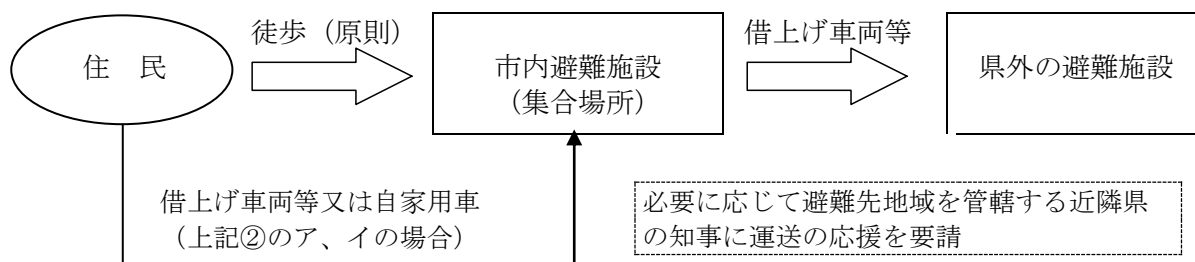 徒歩（原則）
借上げ車両等
住　民
市内避難施設
（集合場所）
県外の避難施設
借上げ車両等又は自家用車
（上記②のア、イの場合）
必要に応じて避難先地域を管轄する近隣県
の知事に運送の応援を要請